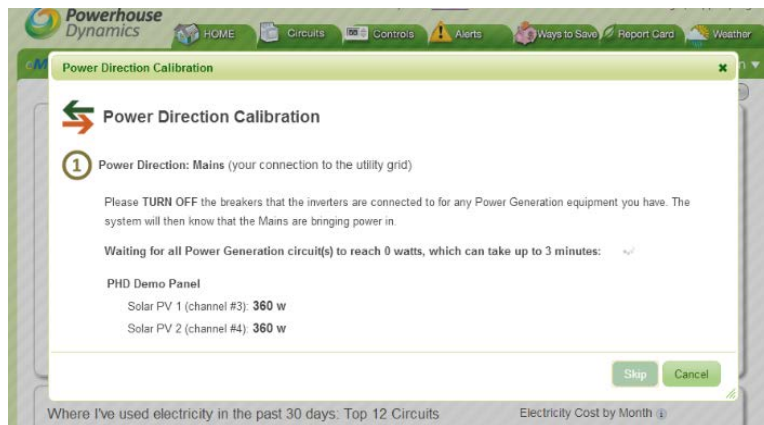 Powerhouse
Dynamics
HOME
Circuits
Controls
Alerts
Ways to Save
Report Card
Weather
Power Direction Calibration
Power Direction Calibration
1 Power Direction: Mains (your connection to the utility grid)
Please TURN OFF the breakers that the inverters are connected to for any Power Generation equipment you have. The
system will then know that the Mains are bringing power in.
Waiting for all Power Generation circuit(s) to reach 0 watts, which can take up to 3 minutes:
PHD Demo Panel
Solar PV 1 (channel #3): 360 w
Solar PV 2 (channel #4): 360 w
Skip
Cancel
Where I've used electricity in the past 30 days: Top 12 Circuits
Electricity Cost by Month